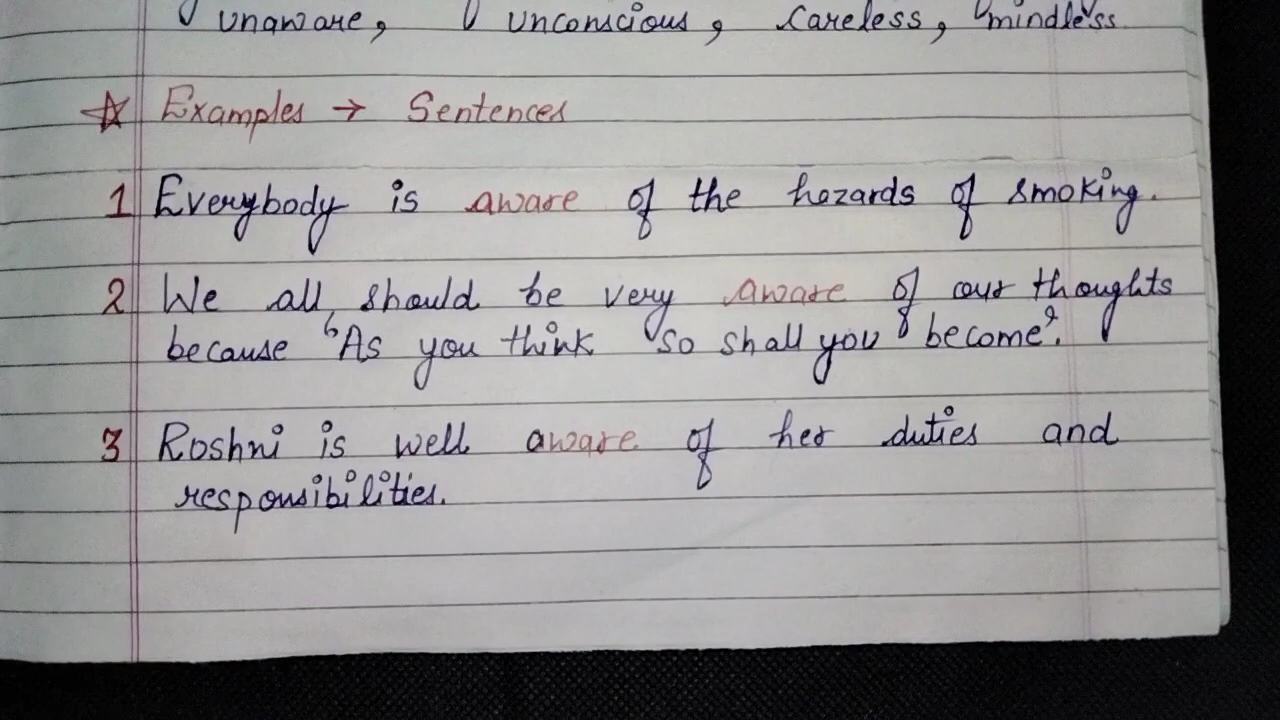 unaware, unconscious, careless, mindless
☆ Examples → Sentences
1 Everybody is aware of the hazards of smoking.
2 We all should be very aware of our thoughts
because "As you think so shall you become".
3 Roshni is well aware of her duties and
responsibilities.